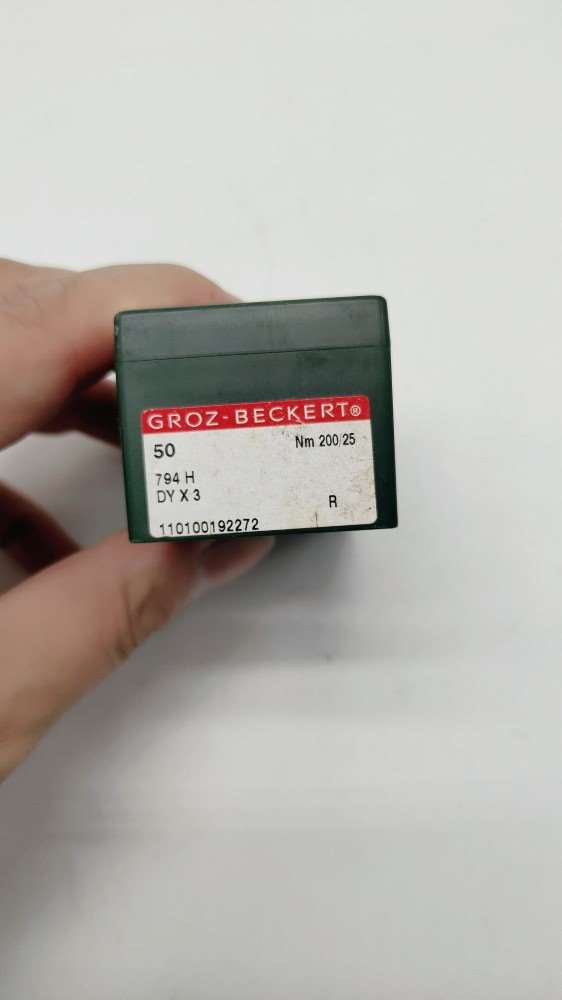 GROZ-BECKERT®
50 Nm 200/25
794 H
DY X 3
R
110100192272